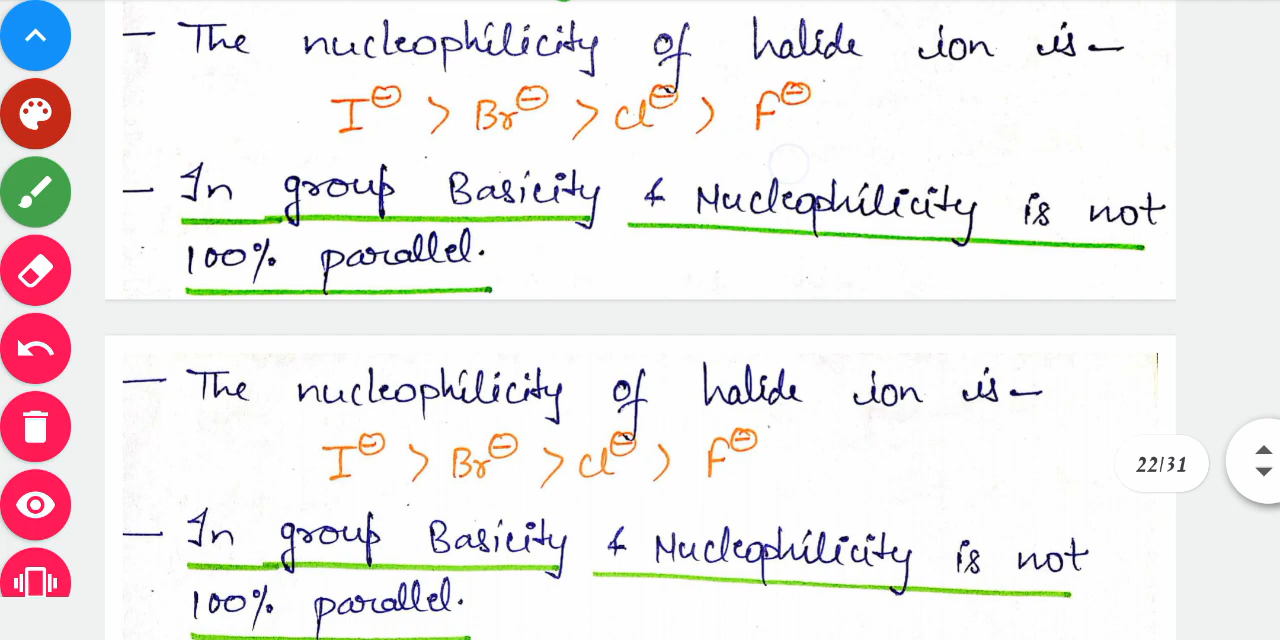 – The nucleophilicity of halide ion is –
I⊖ > Br⊖ > Cl⊖ > F⊖
– In group Basicity & Nucleophilicity is not
100% parallel.
– The nucleophilicity of halide ion is –
I⊖ > Br⊖ > Cl⊖ > F⊖
22/31
– In group Basicity & Nucleophilicity is not
100% parallel.